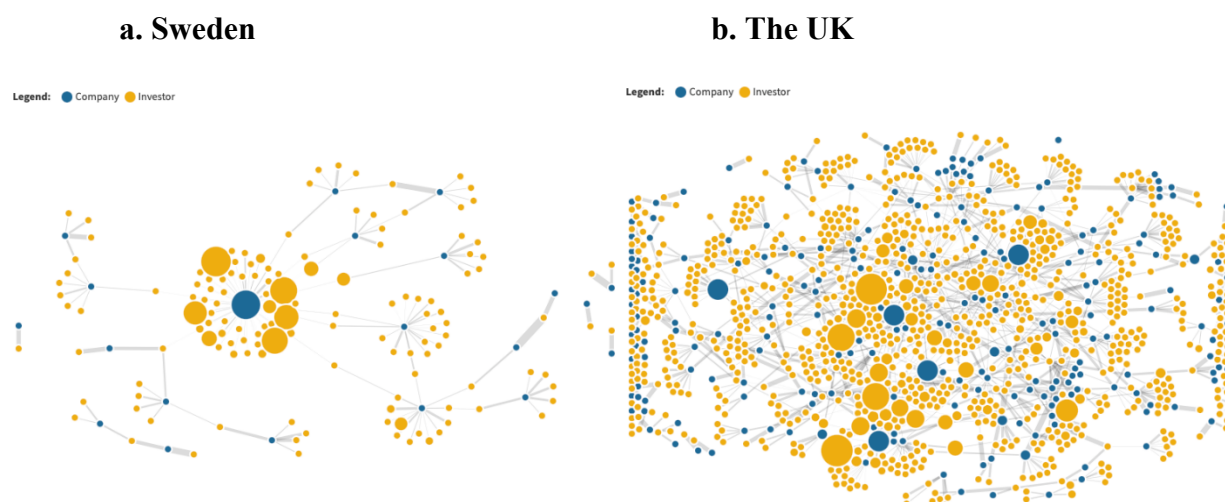 a. Sweden
b. The UK
Legend: Company Investor
Legend: Company Investor